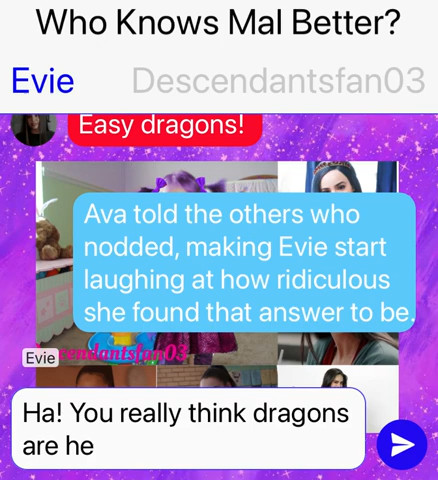 Who Knows Mal Better?
Evie Descendantsfan03
Easy dragons!
Ava told the others who
nodded, making Evie start
laughing at how ridiculous
she found that answer to be.
Evie
cendantsfan03
Ha! You really think dragons
are he